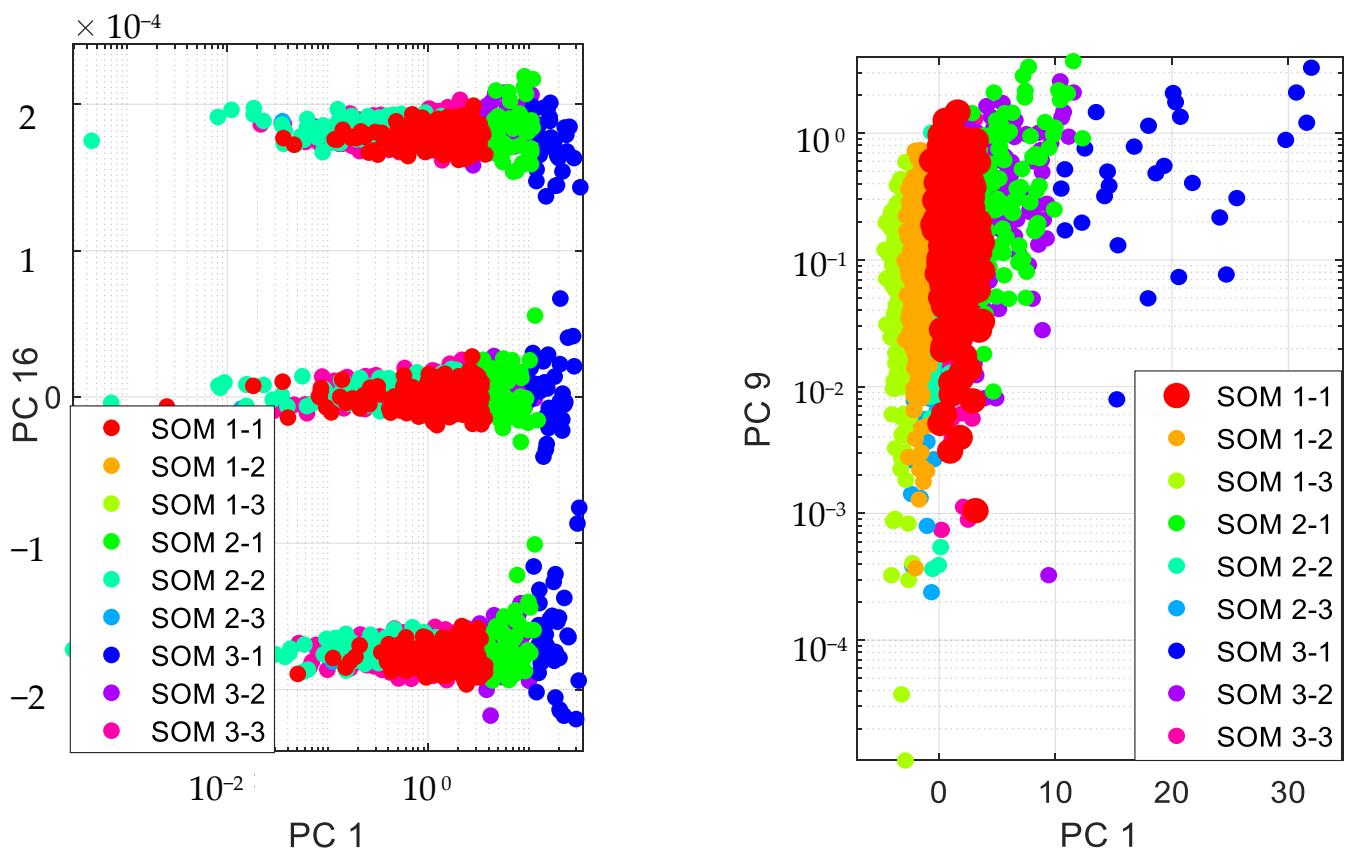 × 10⁻⁴
2
1
0
−1
−2
PC 16
SOM 1-1
SOM 1-2
SOM 1-3
SOM 2-1
SOM 2-2
SOM 2-3
SOM 3-1
SOM 3-2
SOM 3-3
10⁻² 10⁰
PC 1
10⁰
10⁻¹
10⁻²
10⁻³
10⁻⁴
PC 9
SOM 1-1
SOM 1-2
SOM 1-3
SOM 2-1
SOM 2-2
SOM 2-3
SOM 3-1
SOM 3-2
SOM 3-3
0 10 20 30
PC 1